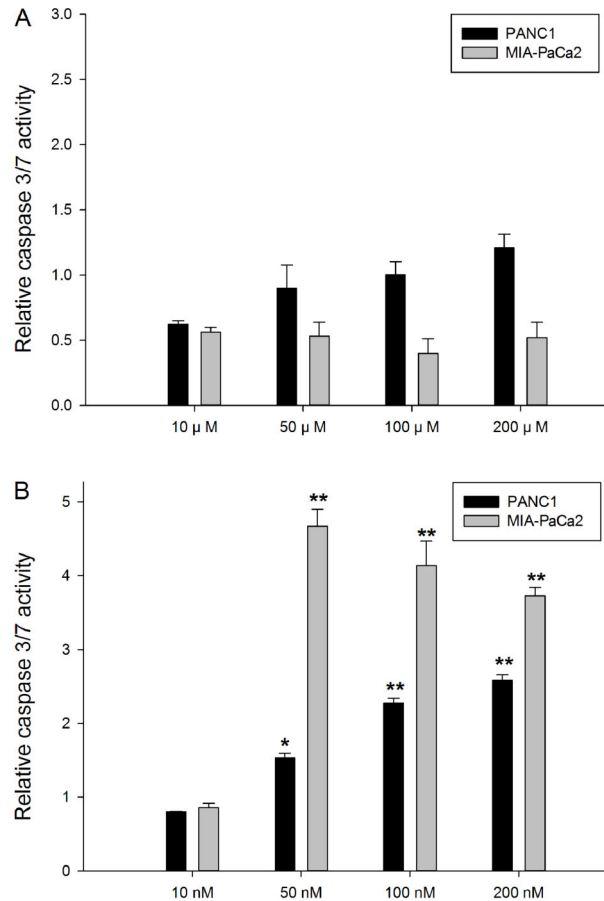 A
Relative caspase 3/7 activity
3.0
2.5
2.0
1.5
1.0
0.5
0.0
PANC1
MIA-PaCa2
10 µ M
50 µ M
100 µ M
200 µ M
B
Relative caspase 3/7 activity
5
4
3
2
1
0
PANC1
MIA-PaCa2
**
**
**
**
**
*
10 nM
50 nM
100 nM
200 nM